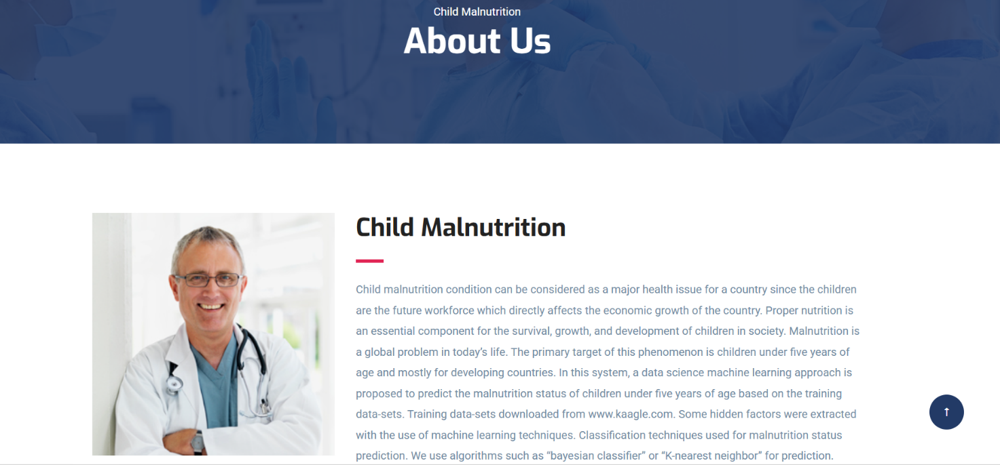 Child Malnutrition
About Us
Child Malnutrition
Child malnutrition condition can be considered as a major health issue for a country since the children
are the future workforce which directly affects the economic growth of the country. Proper nutrition is
an essential component for the survival, growth, and development of children in society. Malnutrition is
a global problem in today’s life. The primary target of this phenomenon is children under five years of
age and mostly for developing countries. In this system, a data science machine learning approach is
proposed to predict the malnutrition status of children under five years of age based on the training
data-sets. Training data-sets downloaded from www.kaagle.com. Some hidden factors were extracted
with the use of machine learning techniques. Classification techniques used for malnutrition status
prediction. We use algorithms such as “bayesian classifier” or “K-nearest neighbor” for prediction.